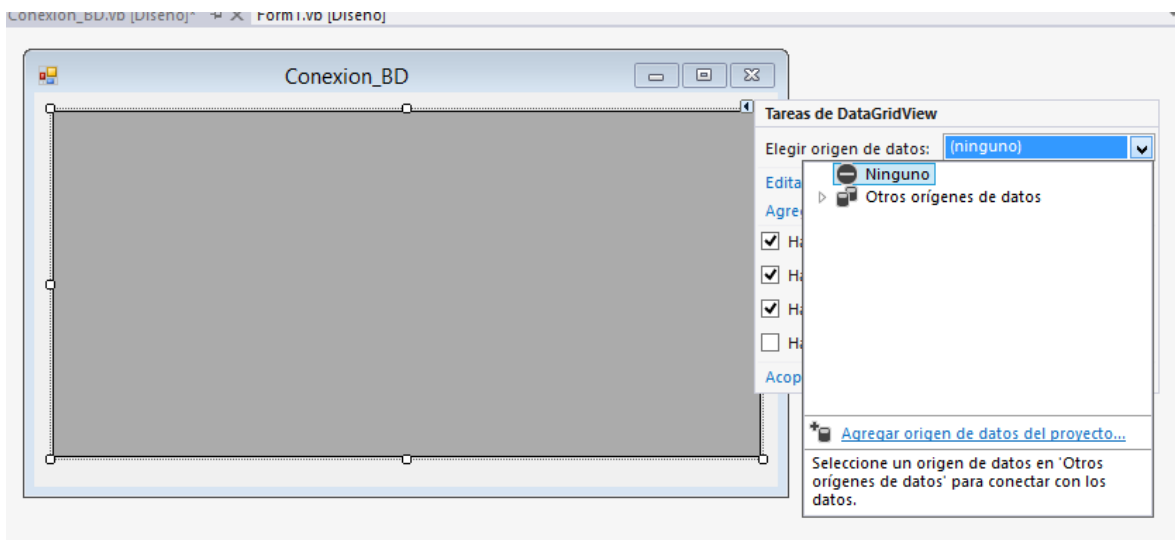 Conexion_BD.vb [Diseño]* Form1.vb [Diseño]
Conexion_BD
Tareas de DataGridView
Elegir origen de datos: (ninguno)
Ninguno
Otros orígenes de datos
Agregar origen de datos del proyecto...
Seleccione un origen de datos en 'Otros
orígenes de datos' para conectar con los
datos.